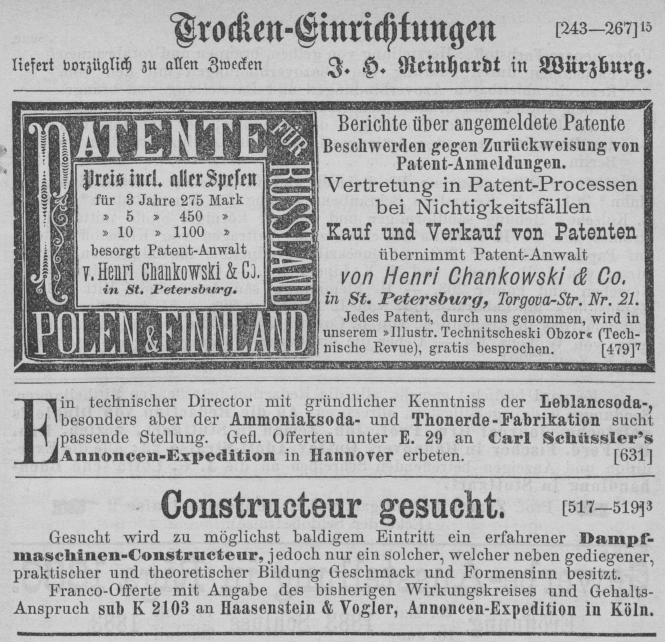 Trocken-Einrichtungen [243—267]15
liefert vorzüglich zu allen Zwecken J. H. Reinhardt in Würzburg.
PATENTE
FÜR
RUSSLAND
Preis incl. aller Spesen
für 3 Jahre 275 Mark
» 5 » 450 »
» 10 » 1100 »
besorgt Patent-Anwalt
v. Henri Chankowski & Co.
in St. Petersburg.
POLEN & FINNLAND
Berichte über angemeldete Patente
Beschwerden gegen Zurückweisung von
Patent-Anmeldungen.
Vertretung in Patent-Processen
bei Nichtigkeitsfällen
Kauf und Verkauf von Patenten
übernimmt Patent-Anwalt
von Henri Chankowski & Co.
in St. Petersburg, Torgova-Str. Nr. 21.
Jedes Patent, durch uns genommen, wird in
unserem »Illustr. Technitscheski Obzor« (Tech-
nische Revue), gratis besprochen. [479]7
Ein technischer Director mit gründlicher Kenntniss der Leblancsoda-,
besonders aber der Ammoniaksoda- und Thonerde-Fabrikation sucht
passende Stellung. Gefl. Offerten unter E. 29 an Carl Schüssler's
Annoncen-Expedition in Hannover erbeten. [631]
Constructeur gesucht. [517—519]3
Gesucht wird zu möglichst baldigem Eintritt ein erfahrener Dampf-
maschinen-Constructeur, jedoch nur ein solcher, welcher neben gediegener,
praktischer und theoretischer Bildung Geschmack und Formensinn besitzt.
Franco-Offerte mit Angabe des bisherigen Wirkungskreises und Gehalts-
Anspruch sub K 2103 an Haasenstein & Vogler, Annoncen-Expedition in Köln.